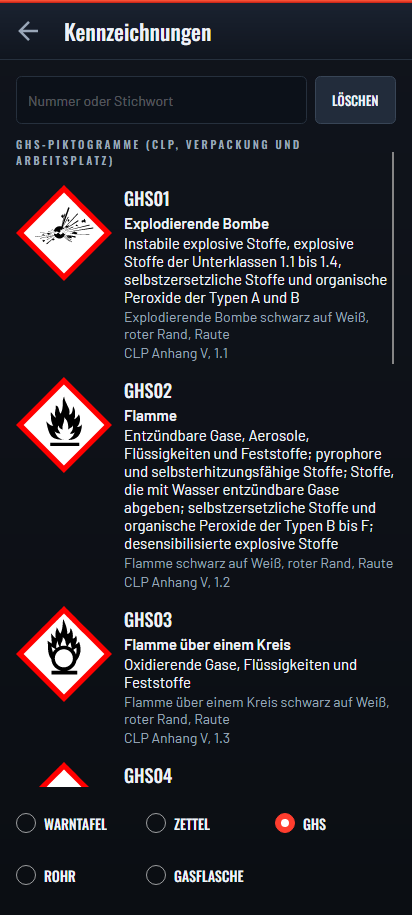 Kennzeichnungen
Nummer oder Stichwort
LÖSCHEN
GHS-PIKTOGRAMME (CLP, VERPACKUNG UND
ARBEITSPLATZ)
GHS01
Explodierende Bombe
Instabile explosive Stoffe, explosive
Stoffe der Unterklassen 1.1 bis 1.4,
selbstzersetzliche Stoffe und organische
Peroxide der Typen A und B
Explodierende Bombe schwarz auf Weiß,
roter Rand, Raute
CLP Anhang V, 1.1
GHS02
Flamme
Entzündbare Gase, Aerosole,
Flüssigkeiten und Feststoffe; pyrophore
und selbsterhitzungsfähige Stoffe; Stoffe,
die mit Wasser entzündbare Gase
abgeben; selbstzersetzliche Stoffe und
organische Peroxide der Typen B bis F;
desensibilisierte explosive Stoffe
Flamme schwarz auf Weiß, roter Rand, Raute
CLP Anhang V, 1.2
GHS03
Flamme über einem Kreis
Oxidierende Gase, Flüssigkeiten und
Feststoffe
Flamme über einem Kreis schwarz auf Weiß,
roter Rand, Raute
CLP Anhang V, 1.3
GHS04
WARNTAFEL
ZETTEL
GHS
ROHR
GASFLASCHE